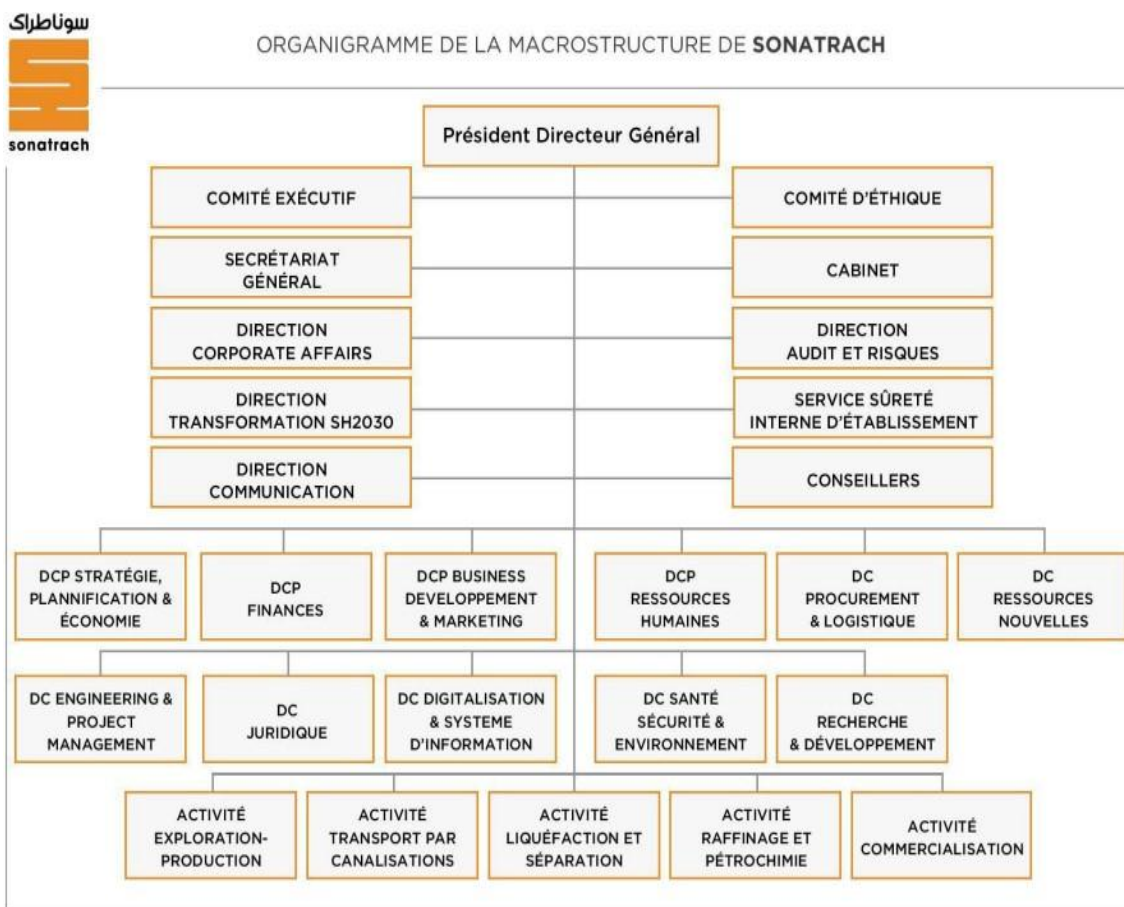 سوناطراك
sonatrach
ORGANIGRAMME DE LA MACROSTRUCTURE DE SONATRACH
Président Directeur Général
COMITÉ EXÉCUTIF
COMITÉ D'ÉTHIQUE
SECRÉTARIAT
GÉNÉRAL
CABINET
DIRECTION
CORPORATE AFFAIRS
DIRECTION
AUDIT ET RISQUES
DIRECTION
TRANSFORMATION SH2030
SERVICE SÛRETÉ
INTERNE D'ÉTABLISSEMENT
DIRECTION
COMMUNICATION
CONSEILLERS
DCP STRATÉGIE,
PLANNIFICATION &
ÉCONOMIE
DCP
FINANCES
DCP BUSINESS
DEVELOPPEMENT
& MARKETING
DCP
RESSOURCES
HUMAINES
DC
PROCUREMENT
& LOGISTIQUE
DC
RESSOURCES
NOUVELLES
DC ENGINEERING &
PROJECT
MANAGEMENT
DC
JURIDIQUE
DC DIGITALISATION
& SYSTEME
D'INFORMATION
DC SANTÉ
SÉCURITÉ &
ENVIRONNEMENT
DC
RECHERCHE
& DÉVELOPPEMENT
ACTIVITÉ
EXPLORATION-
PRODUCTION
ACTIVITÉ
TRANSPORT PAR
CANALISATIONS
ACTIVITÉ
LIQUÉFACTION ET
SÉPARATION
ACTIVITÉ
RAFFINAGE ET
PÉTROCHIMIE
ACTIVITÉ
COMMERCIALISATION